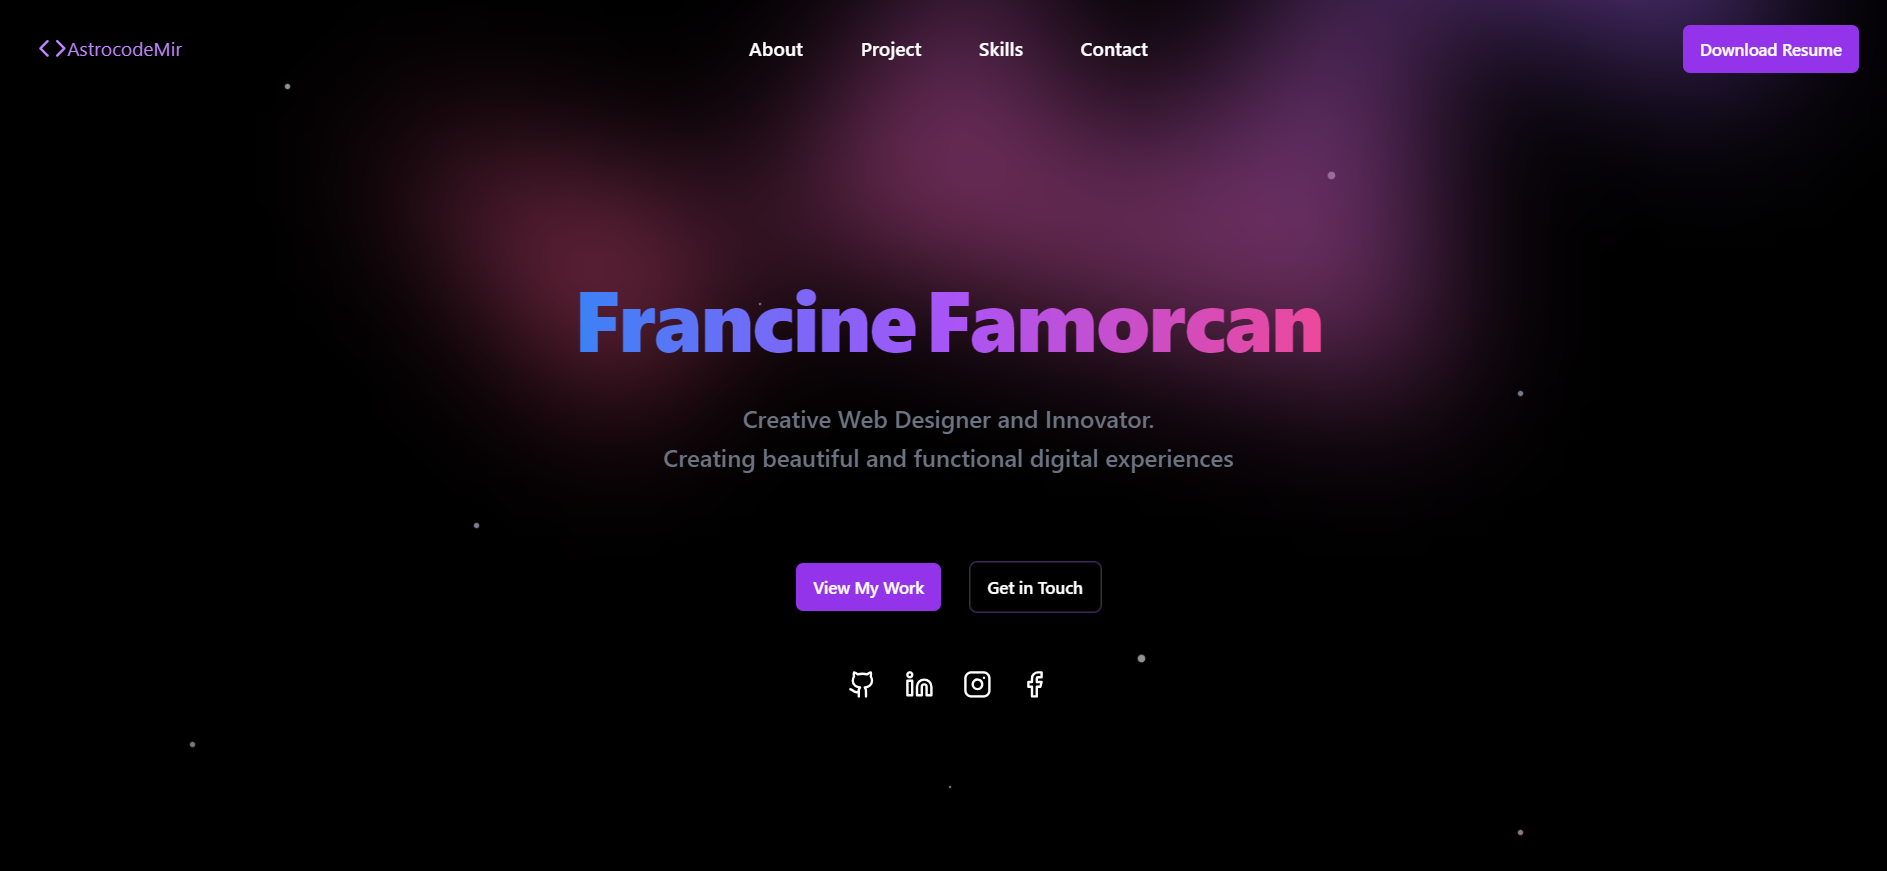 AstrocodeMir
About
Project
Skills
Contact
Download Resume
Francine Famorcan
Creative Web Designer and Innovator.
Creating beautiful and functional digital experiences
View My Work
Get in Touch